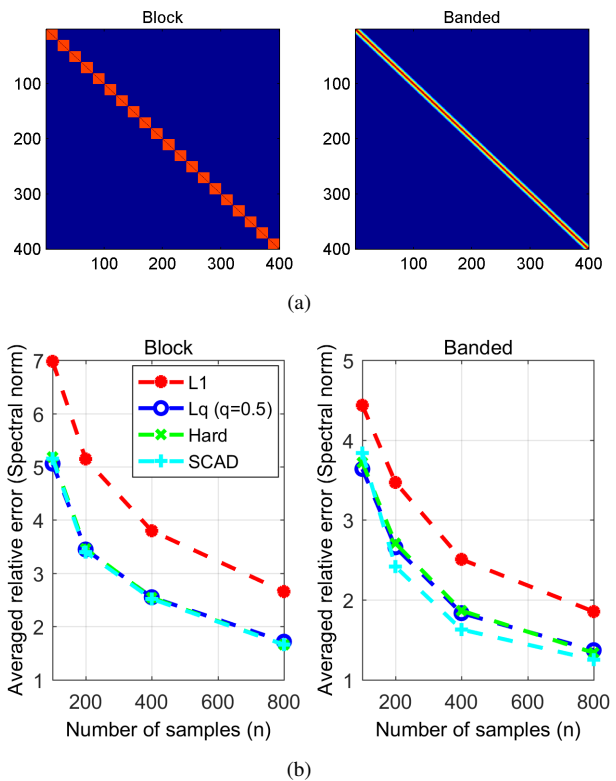 Block
Banded
100
200
300
400
100
200
300
400
100
200
300
400
100
200
300
400
(a)
Block
Banded
Averaged relative error (Spectral norm)
7
6
5
4
3
2
1
L1
Lq (q=0.5)
Hard
SCAD
200
400
600
800
Number of samples (n)
Averaged relative error (Spectral norm)
5
4
3
2
1
200
400
600
800
Number of samples (n)
(b)